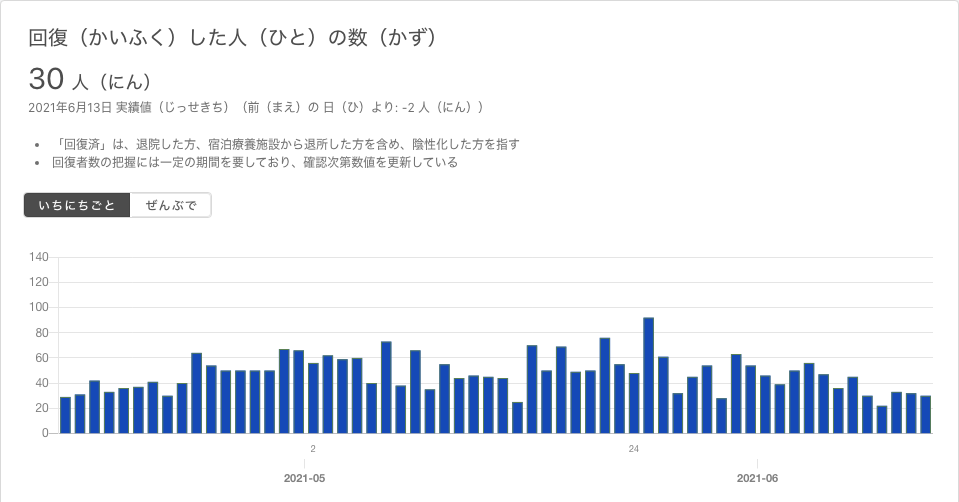 回復（かいふく）した人（ひと）の数（かず）
30 人（にん）
2021年6月13日 実績値（じっせきち）（前（まえ）の 日（ひ）より: -2 人（にん））
• 「回復済」は、退院した方、宿泊療養施設から退所した方を含め、陰性化した方を指す
• 回復者数の把握には一定の期間を要しており、確認次第数値を更新している
いちにちごと ぜんぶで
140
120
100
80
60
40
20
0
2 24
2021-05 2021-06